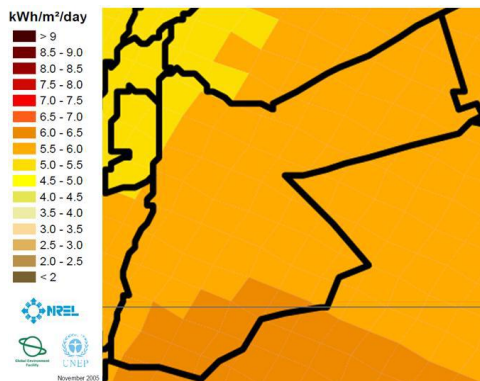 kWh/m²/day
> 9
8.5 - 9.0
8.0 - 8.5
7.5 - 8.0
7.0 - 7.5
6.5 - 7.0
6.0 - 6.5
5.5 - 6.0
5.0 - 5.5
4.5 - 5.0
4.0 - 4.5
3.5 - 4.0
3.0 - 3.5
2.5 - 3.0
2.0 - 2.5
< 2
NREL
Global Environment
Facility
UNEP
November 2005